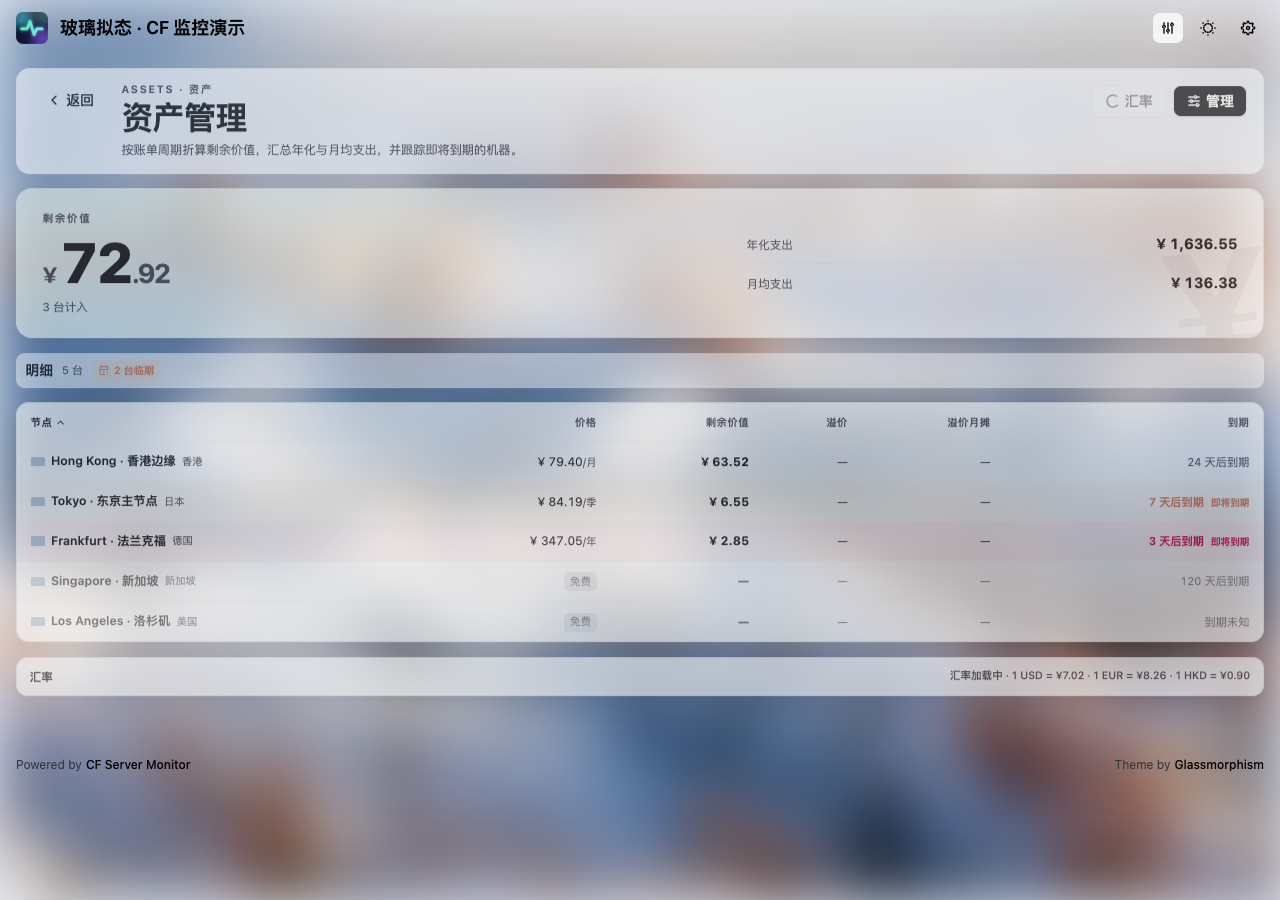 玻璃拟态 · CF 监控演示
返回
ASSETS · 资产
资产管理
按账单周期折算剩余价值，汇总年化与月均支出，并跟踪即将到期的机器。
汇率
管理
剩余价值
¥ 72.92
3 台计入
年化支出 ¥ 1,636.55
月均支出 ¥ 136.38
¥
明细 5 台 2 台临期
节点 价格 剩余价值 溢价 溢价月摊 到期
Hong Kong · 香港边缘 香港 ¥ 79.40/月 ¥ 63.52 — — 24 天后到期
Tokyo · 东京主节点 日本 ¥ 84.19/季 ¥ 6.55 — — 7 天后到期 即将到期
Frankfurt · 法兰克福 德国 ¥ 347.05/年 ¥ 2.85 — — 3 天后到期 即将到期
Singapore · 新加坡 新加坡 免费 — — — 120 天后到期
Los Angeles · 洛杉矶 美国 免费 — — — 到期未知
汇率 汇率加载中 · 1 USD = ¥7.02 · 1 EUR = ¥8.26 · 1 HKD = ¥0.90
Powered by CF Server Monitor
Theme by Glassmorphism